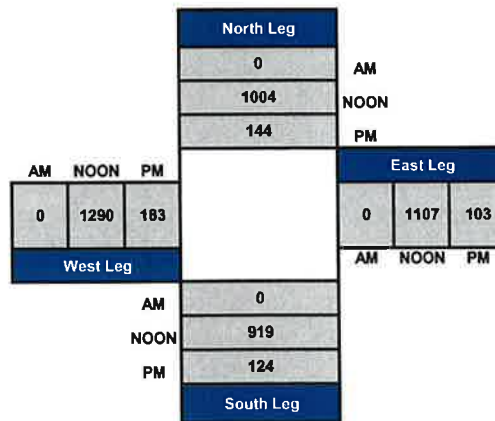 North Leg
0 AM
1004 NOON
144 PM
AM NOON PM
East Leg
0 1290 183
0 1107 103
West Leg
AM NOON PM
AM 0
NOON 919
PM 124
South Leg